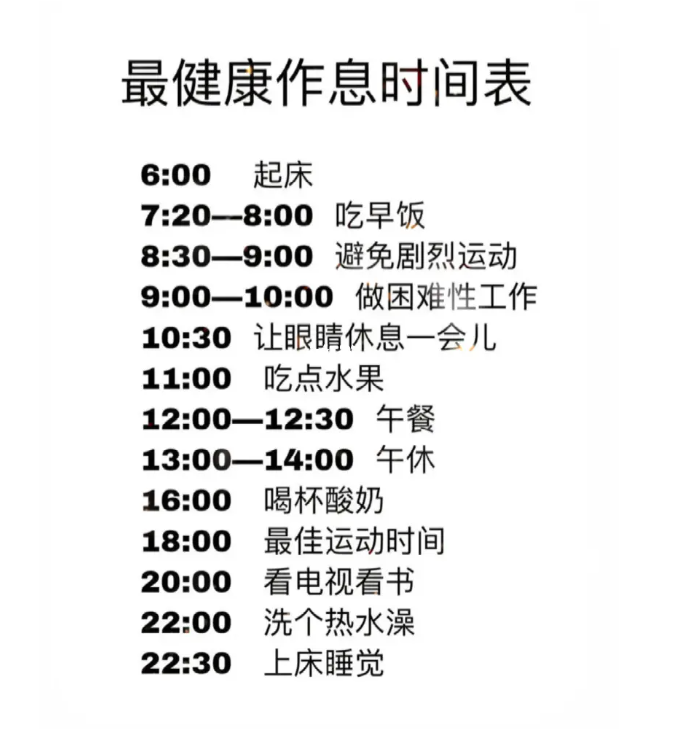 最健康作息时间表
6:00 起床
7:20—8:00 吃早饭
8:30—9:00 避免剧烈运动
9:00—10:00 做困难性工作
10:30 让眼睛休息一会儿
11:00 吃点水果
12:00—12:30 午餐
13:00—14:00 午休
16:00 喝杯酸奶
18:00 最佳运动时间
20:00 看电视看书
22:00 洗个热水澡
22:30 上床睡觉